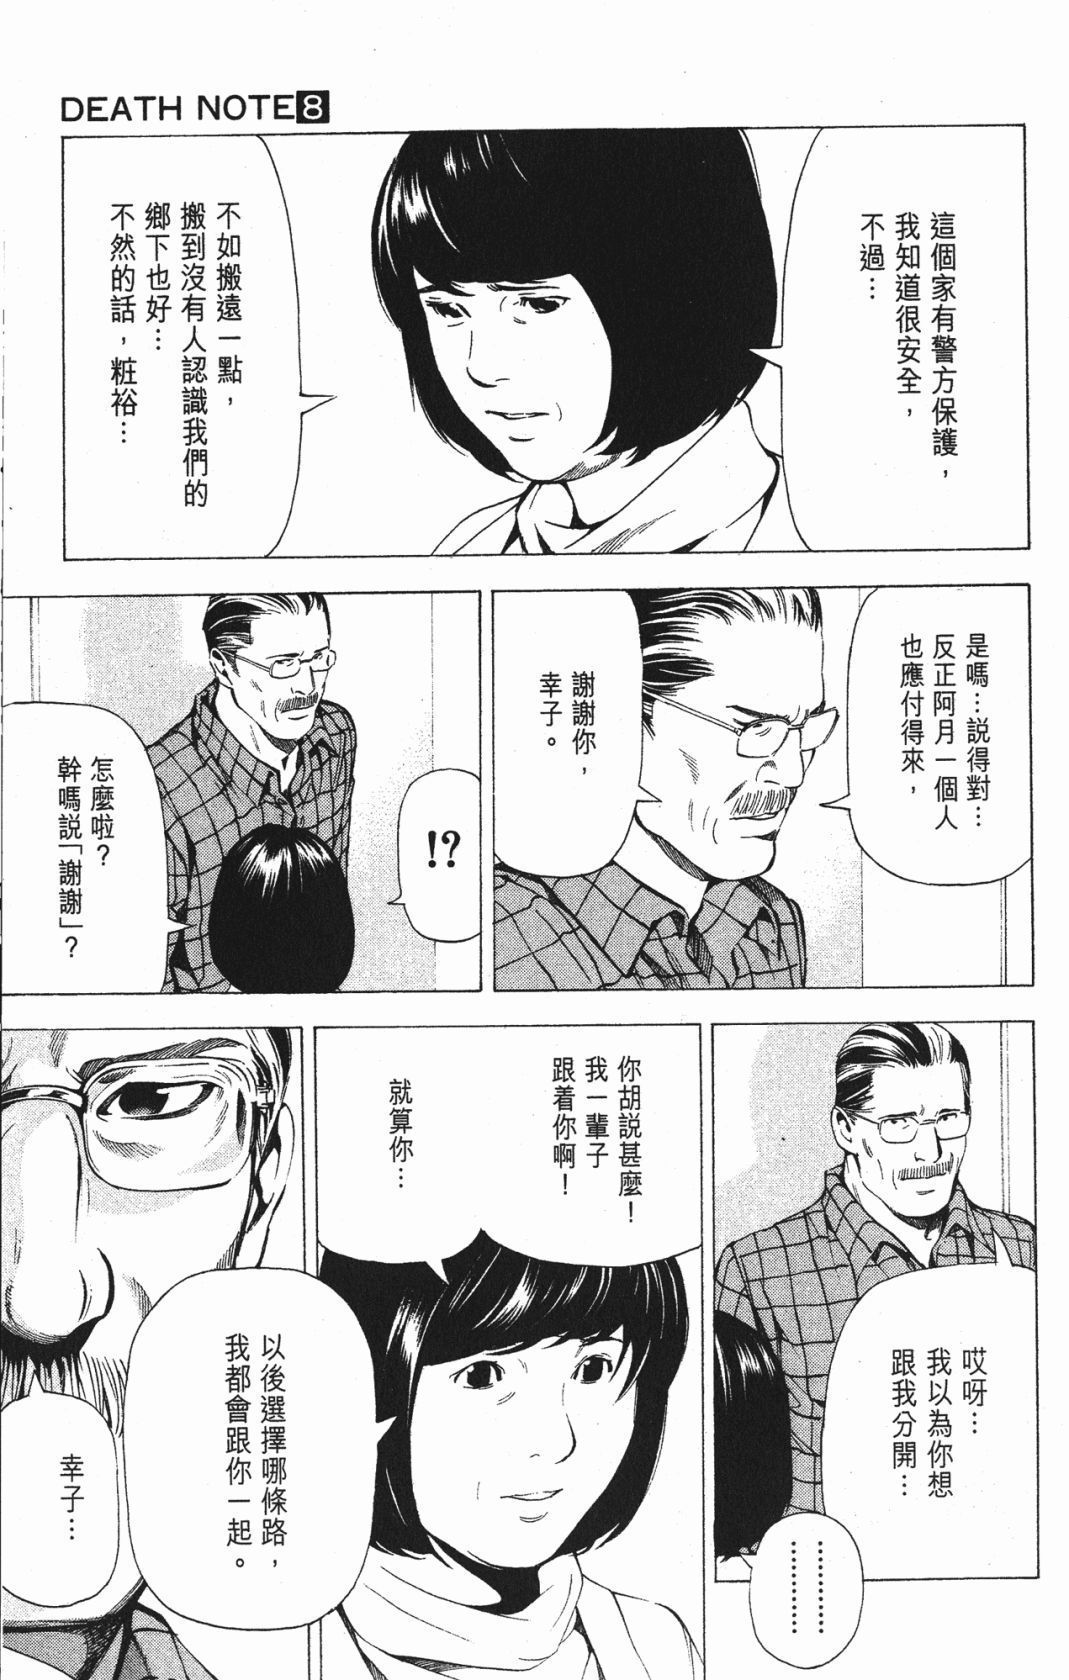 DEATH NOTE 8
這個家有警方保護，
我知道很安全，
不過…
不如搬遠一點，
搬到沒有人認識我們的
鄉下也好…
不然的話，粧裕…
是嗎…説得對…
反正阿月一個人
也應付得來，
謝謝你，
幸子。
!?
怎麼啦？
幹嗎説「謝謝」？
哎呀…
我以為你想
跟我分開…
…………
你胡説甚麼！
我一輩子
跟着你啊！
就算你…
以後選擇哪條路，
我都會跟你一起。
幸子…